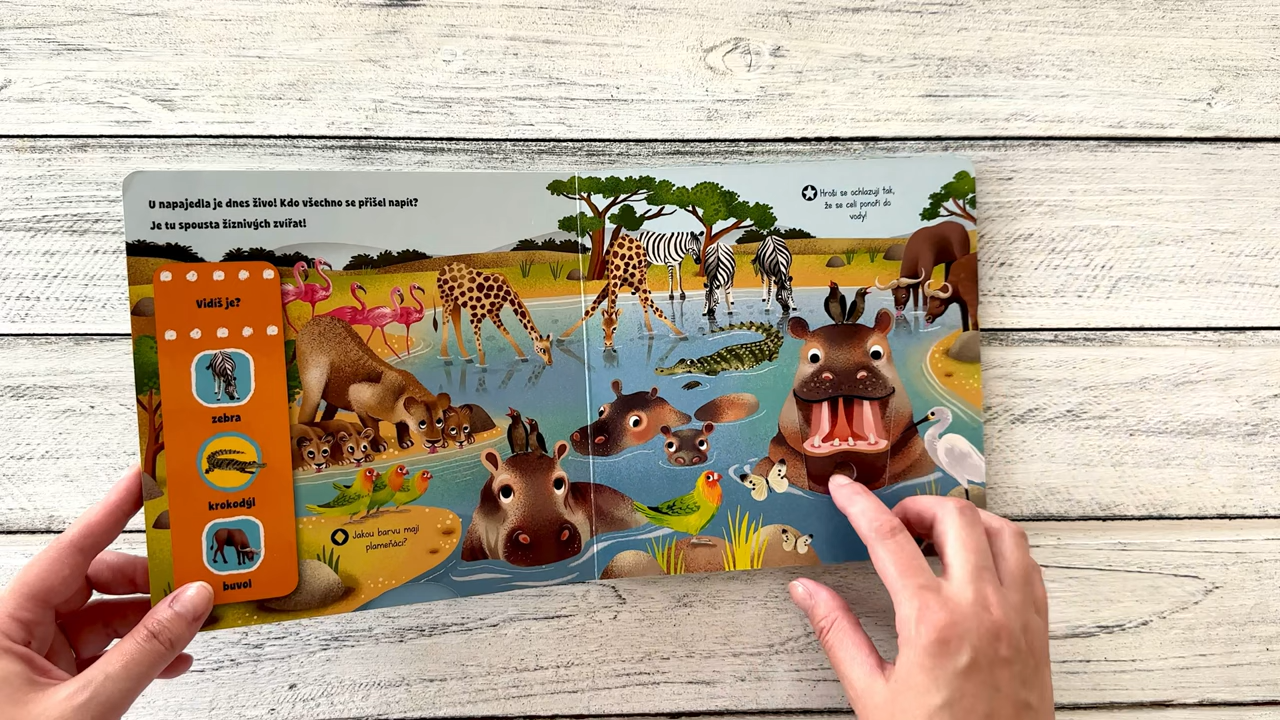 U napajedla je dnes živo! Kdo všechno se přišel napít?
Je tu spousta žíznivých zvířat!
Hroši se ochlazují tak,
že se celí ponoří do
vody!
Vidíš je?
zebra
krokodýl
buvol
Jakou barvu mají
plameňáci?